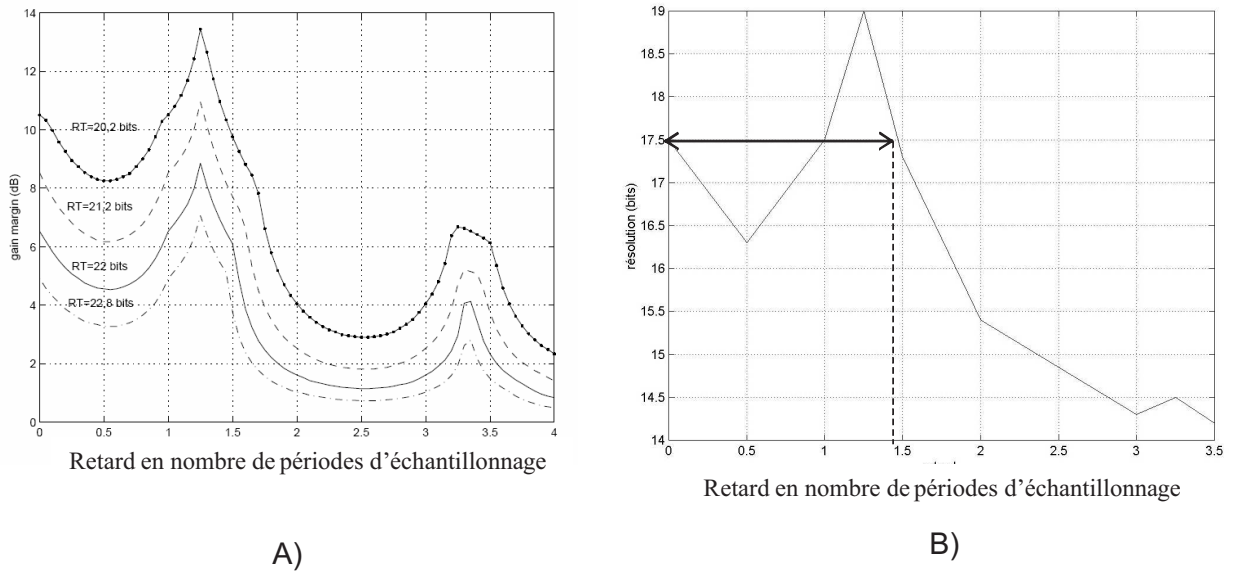 14
12
10
8
6
4
2
0
gain margin (dB)
RT=20,2 bits
RT=21,2 bits
RT=22 bits
RT=22,8 bits
0 0.5 1 1.5 2 2.5 3 3.5 4
Retard en nombre de périodes d'échantillonnage
A)
19
18.5
18
17.5
17
16.5
16
15.5
15
14.5
14
résolution (bits)
0 0.5 1 1.5 2 2.5 3 3.5
Retard en nombre de périodes d'échantillonnage
B)